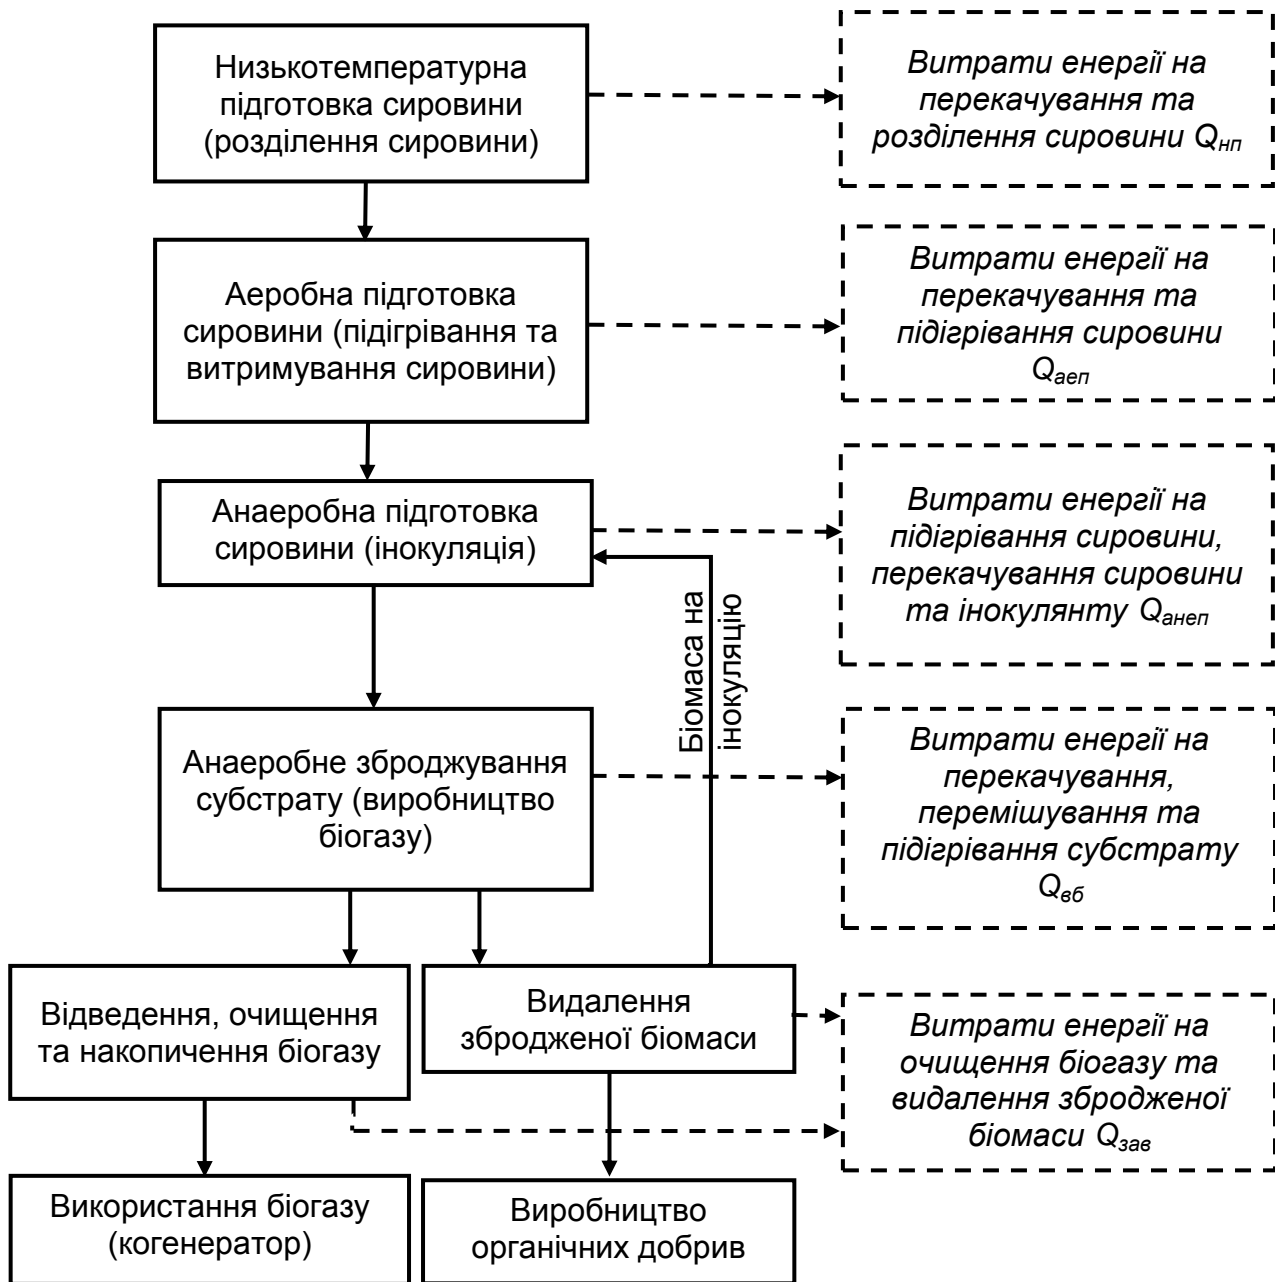 Низькотемпературна
підготовка сировини
(розділення сировини)
Витрати енергії на
перекачування та
розділення сировини Qнп
Аеробна підготовка
сировини (підігрівання та
витримування сировини)
Витрати енергії на
перекачування та
підігрівання сировини
Qаеп
Анаеробна підготовка
сировини (інокуляція)
Витрати енергії на
підігрівання сировини,
перекачування сировини
та інокулянту Qанеп
Біомаса на
інокуляцію
Анаеробне зброджування
субстрату (виробництво
біогазу)
Витрати енергії на
перекачування,
перемішування та
підігрівання субстрату
Qвб
Відведення, очищення
та накопичення біогазу
Видалення
збродженої біомаси
Витрати енергії на
очищення біогазу та
видалення збродженої
біомаси Qзав
Використання біогазу
(когенератор)
Виробництво
органічних добрив